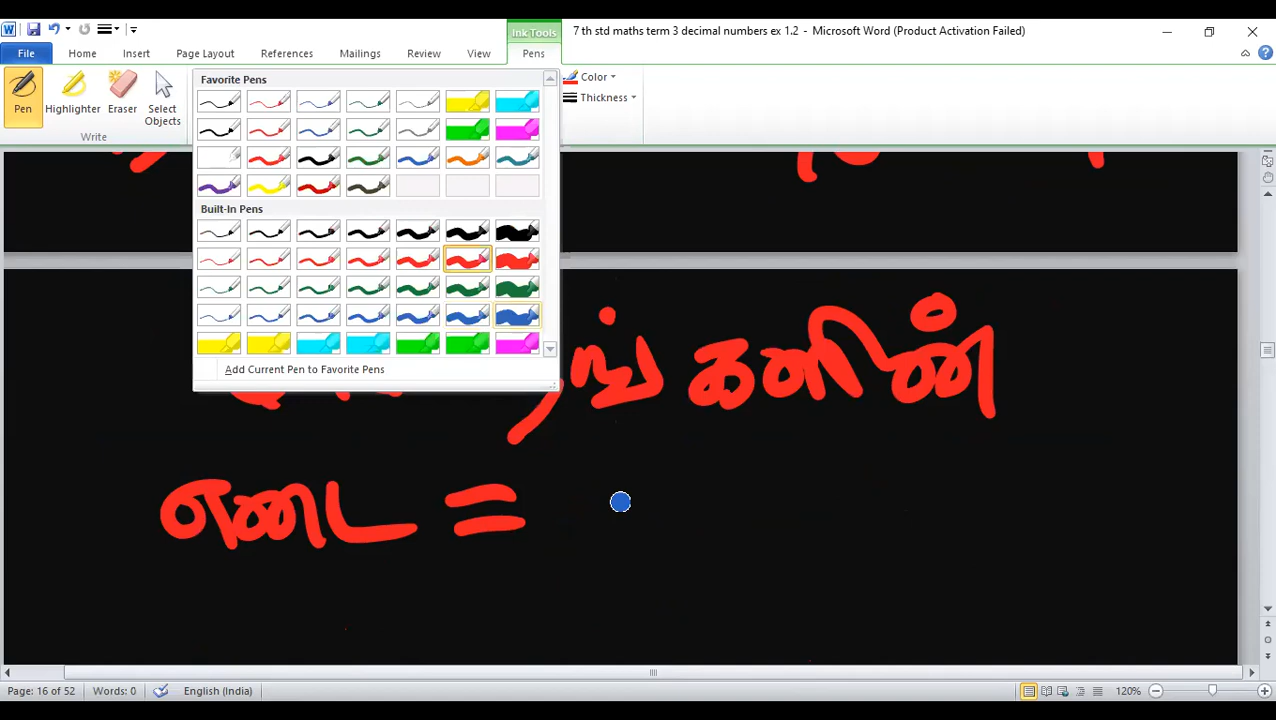 Ink Tools
7 th std maths term 3 decimal numbers ex 1.2 - Microsoft Word (Product Activation Failed)
File Home Insert Page Layout References Mailings Review View Pens
Pen Highlighter Eraser Select Objects
Write
Color
Thickness
Favorite Pens
Built-In Pens
Add Current Pen to Favorite Pens
எடை =
Page: 16 of 52 Words: 0 English (India) 120%